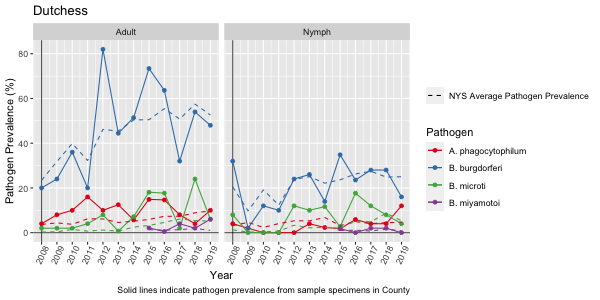 Dutchess
Adult Nymph
Pathogen Prevalence (%)
80
60
40
20
0
2008 2009 2010 2011 2012 2013 2014 2015 2016 2017 2018 2019
2008 2009 2010 2011 2012 2013 2014 2015 2016 2017 2018 2019
Year
Solid lines indicate pathogen prevalence from sample specimens in County
NYS Average Pathogen Prevalence
Pathogen
A. phagocytophilum
B. burgdorferi
B. microti
B. miyamotoi